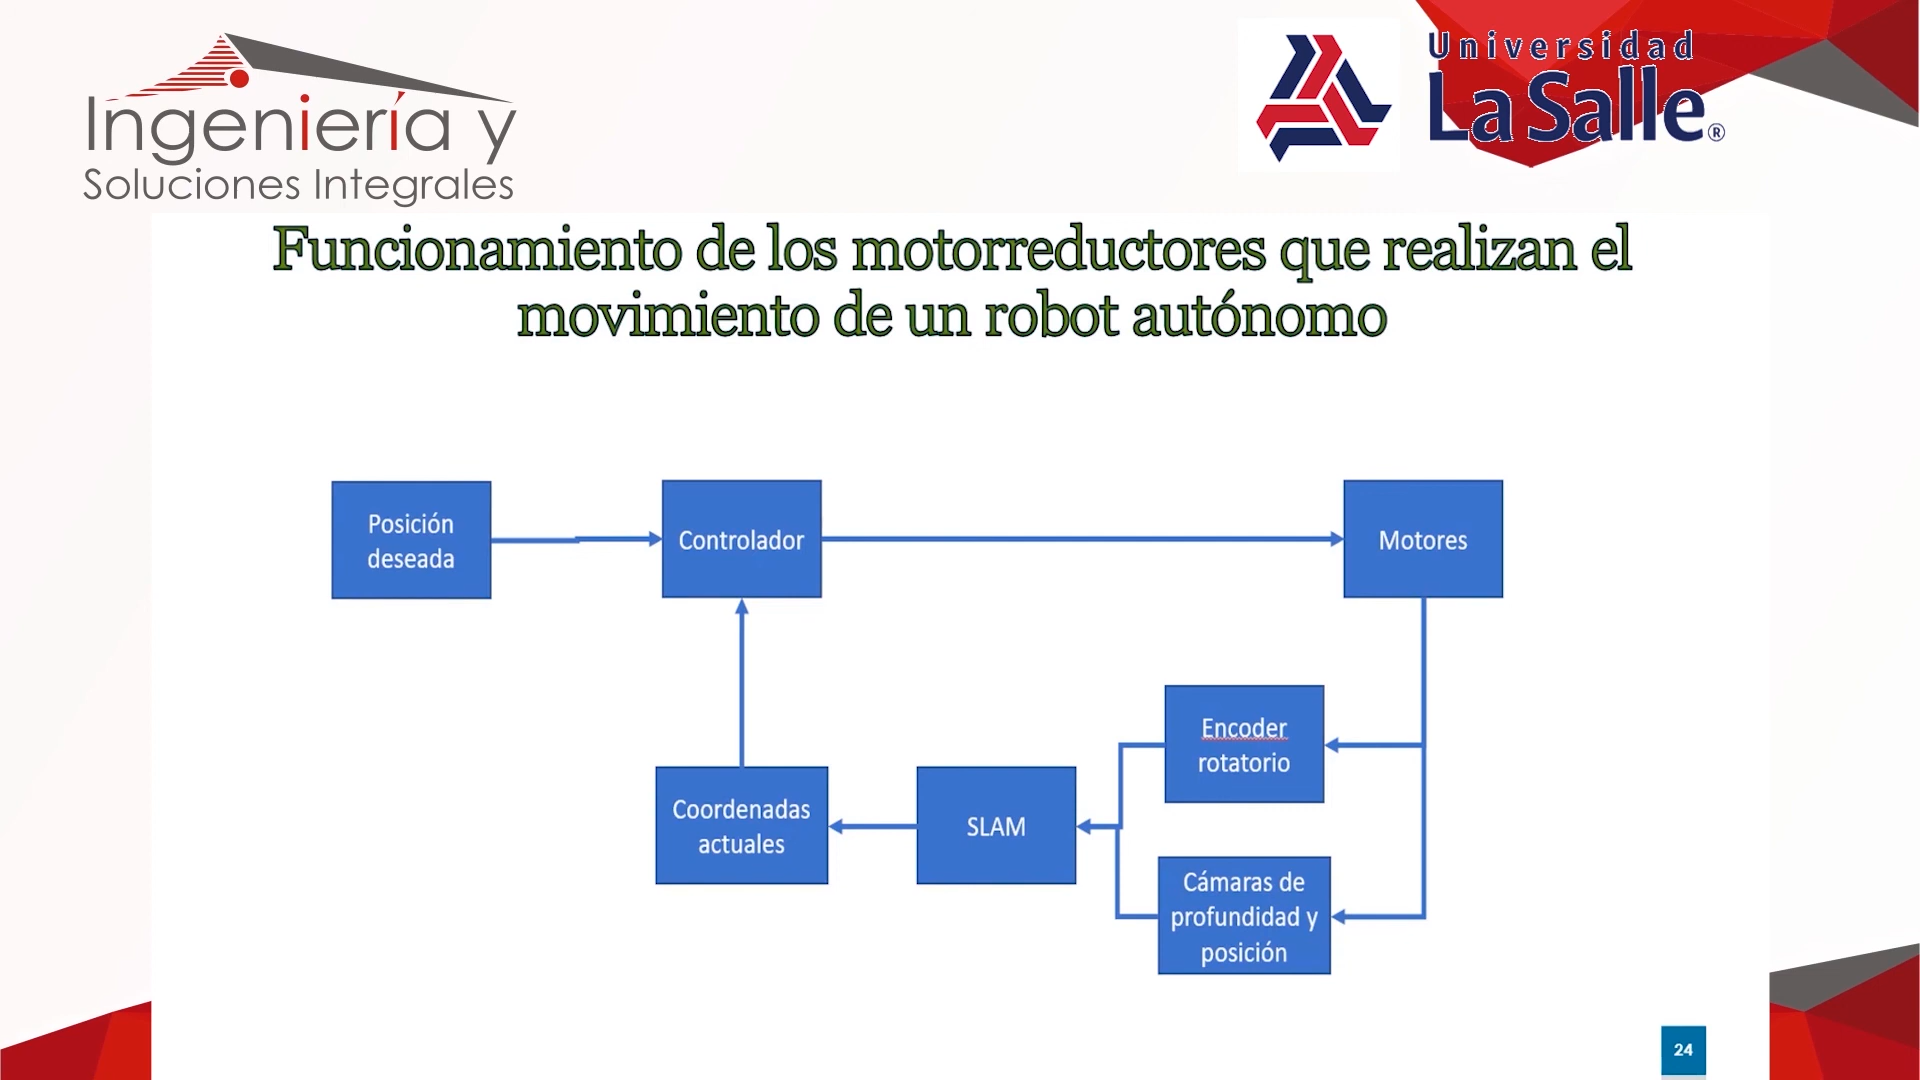 Ingeniería y
Soluciones Integrales
Universidad
La Salle®
Funcionamiento de los motorreductores que realizan el
movimiento de un robot autónomo
Posición
deseada
Controlador
Motores
Encoder
rotatorio
Coordenadas
actuales
SLAM
Cámaras de
profundidad y
posición
24